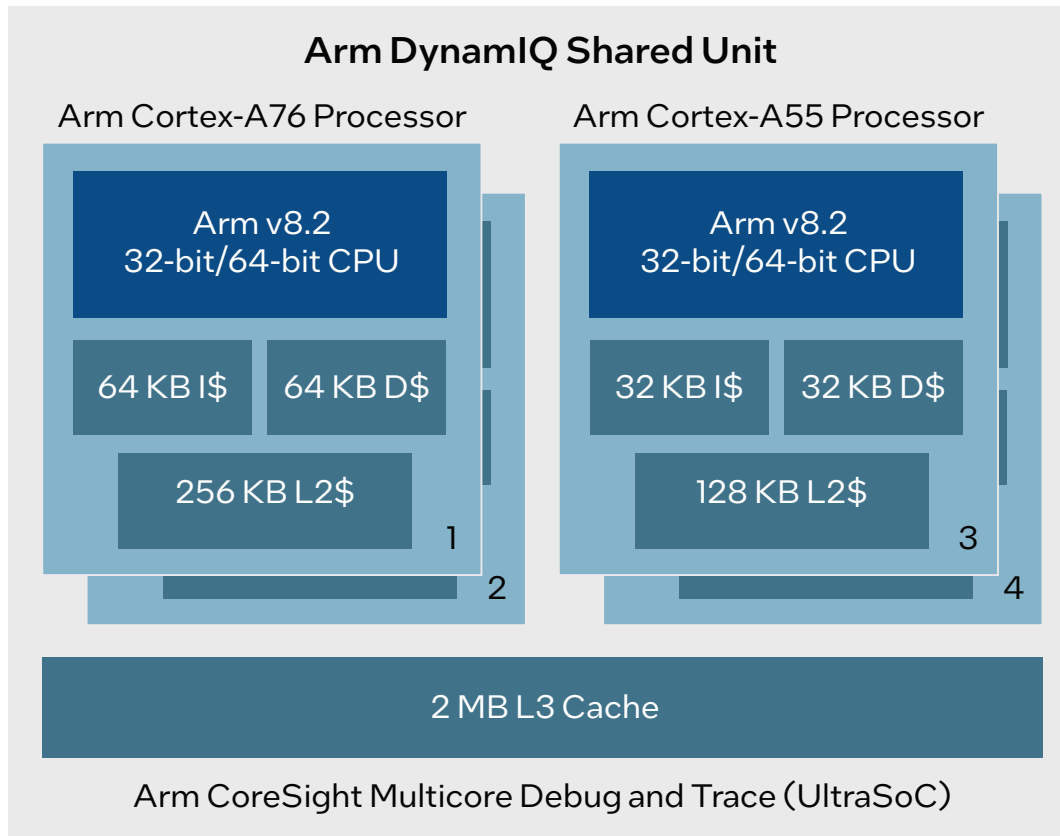 Arm DynamIQ Shared Unit
Arm Cortex-A76 Processor
Arm v8.2
32-bit/64-bit CPU
64 KB I$ 64 KB D$
256 KB L2$
1
2
Arm Cortex-A55 Processor
Arm v8.2
32-bit/64-bit CPU
32 KB I$ 32 KB D$
128 KB L2$
3
4
2 MB L3 Cache
Arm CoreSight Multicore Debug and Trace (UltraSoC)